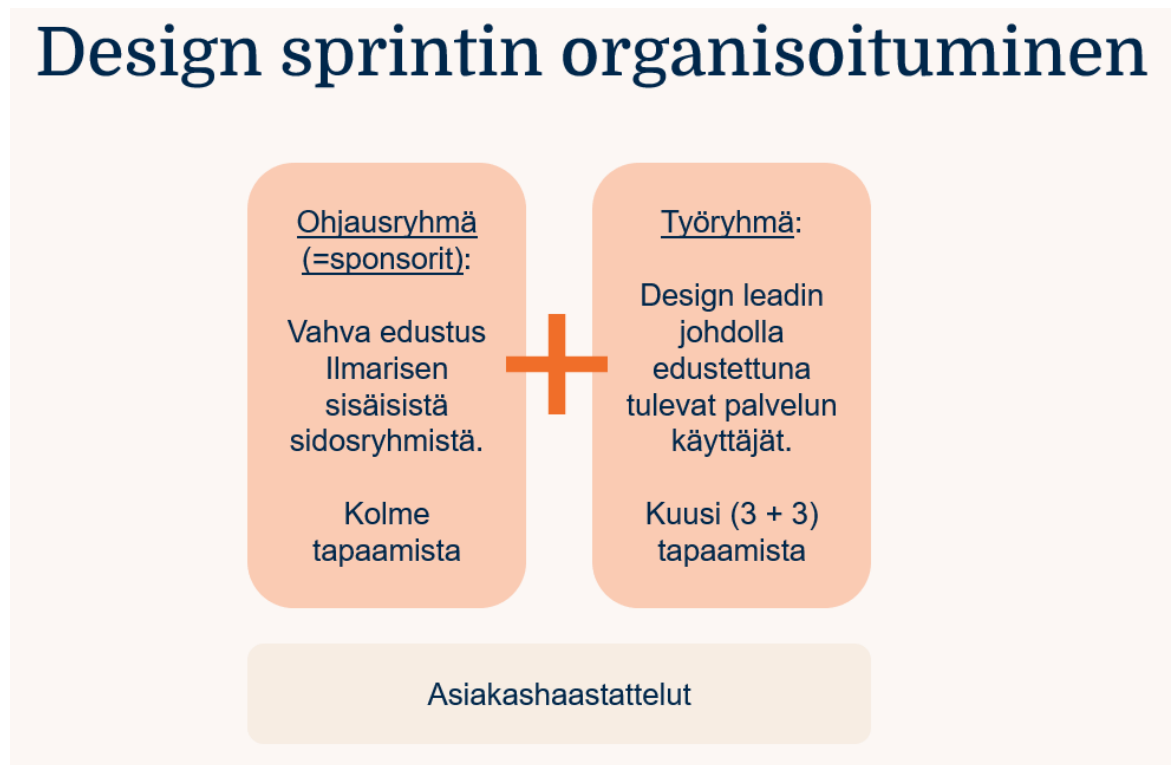 Design sprintin organisoituminen
Ohjausryhmä
(=sponsorit):
Vahva edustus
Ilmarisen
sisäisistä
sidosryhmistä.
Kolme
tapaamista
Työryhmä:
Design leadin
johdolla
edustettuna
tulevat palvelun
käyttäjät.
Kuusi (3 + 3)
tapaamista
Asiakashaastattelut